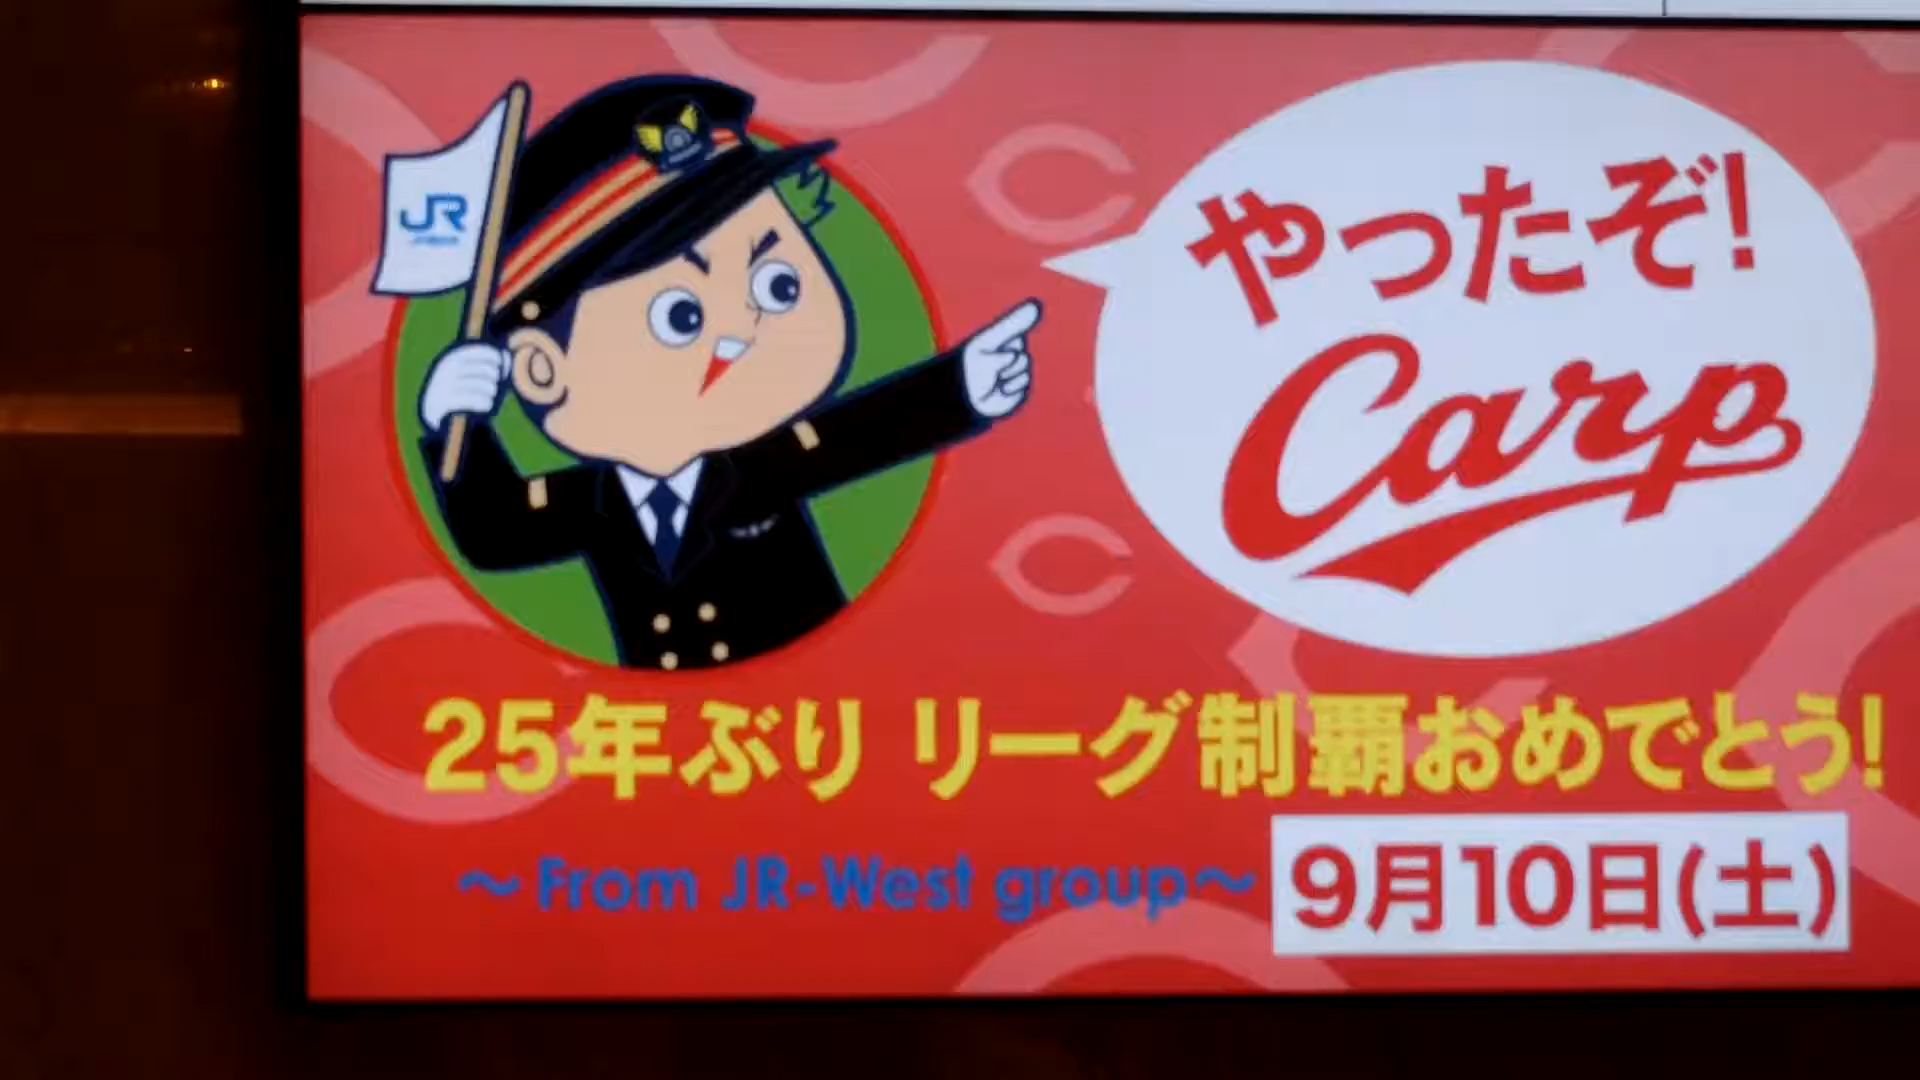 JR
やったぞ!
Carp
25年ぶり リーグ制覇おめでとう!
～From JR-West group～
9月10日(土)